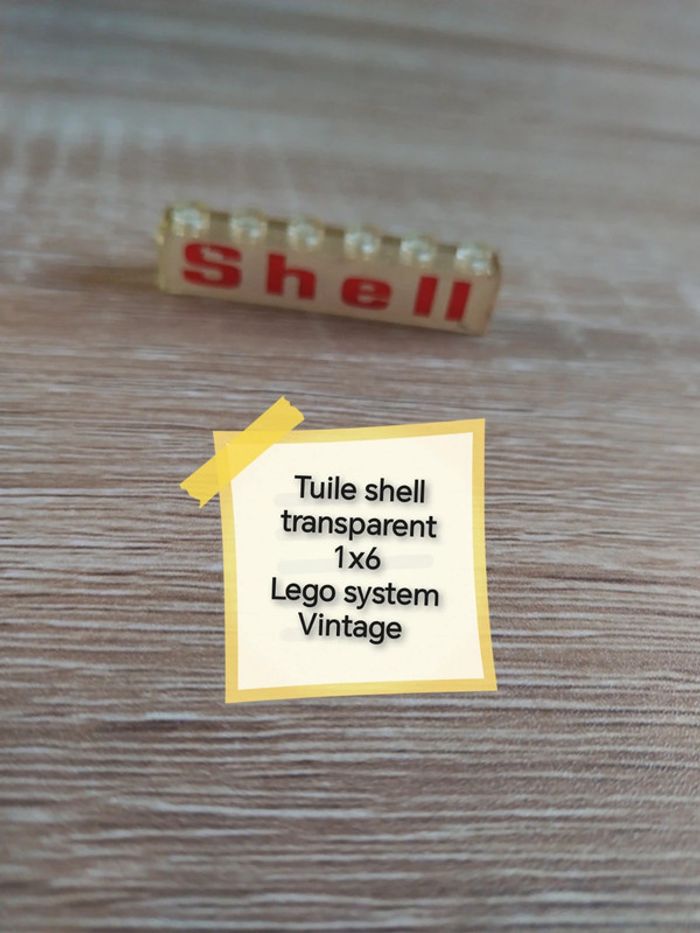 Shell
Tuile shell
transparent
1x6
Lego system
Vintage